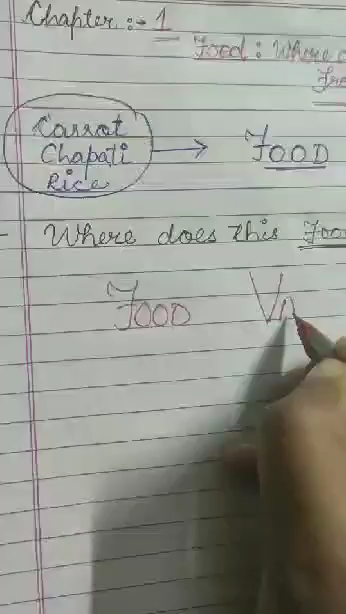 Chapter :- 1
Food : Where
Carrot
Chapati → FOOD
Rice
- Where does this
FOOD